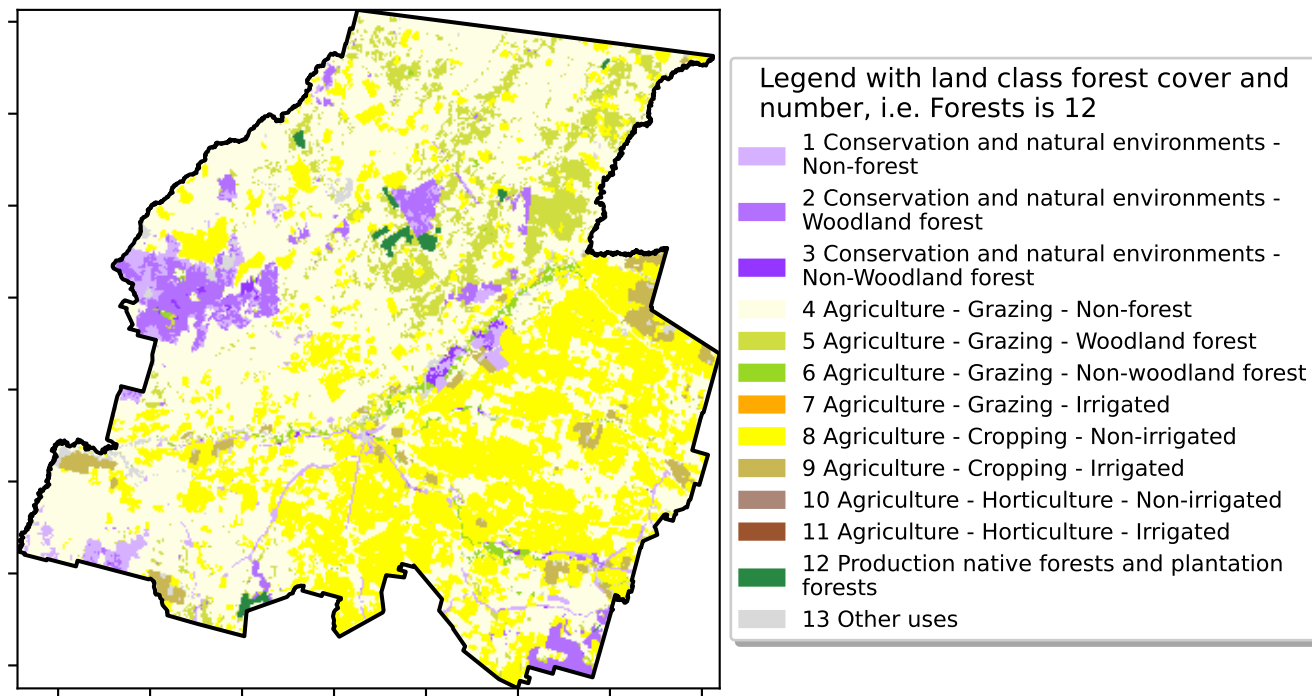 Legend with land class forest cover and
number, i.e. Forests is 12
1 Conservation and natural environments -
Non-forest
2 Conservation and natural environments -
Woodland forest
3 Conservation and natural environments -
Non-Woodland forest
4 Agriculture - Grazing - Non-forest
5 Agriculture - Grazing - Woodland forest
6 Agriculture - Grazing - Non-woodland forest
7 Agriculture - Grazing - Irrigated
8 Agriculture - Cropping - Non-irrigated
9 Agriculture - Cropping - Irrigated
10 Agriculture - Horticulture - Non-irrigated
11 Agriculture - Horticulture - Irrigated
12 Production native forests and plantation
forests
13 Other uses